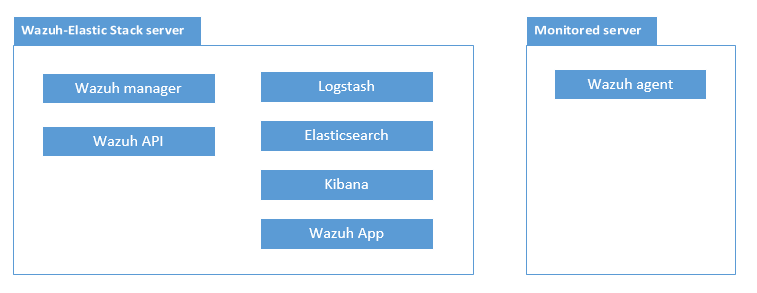 Wazuh-Elastic Stack server
Wazuh manager
Wazuh API
Logstash
Elasticsearch
Kibana
Wazuh App
Monitored server
Wazuh agent